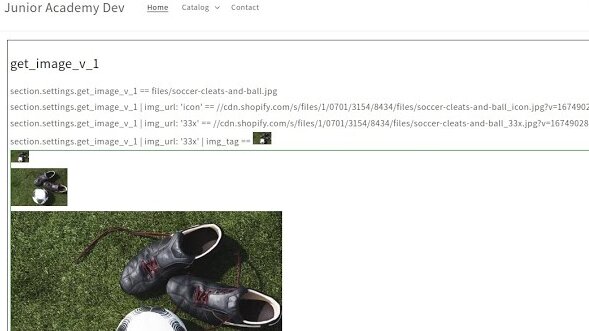 Junior Academy Dev Home Catalog Contact
get_image_v_1
section.settings.get_image_v_1 == files/soccer-cleats-and-ball.jpg
section.settings.get_image_v_1 | img_url: 'icon' == //cdn.shopify.com/s/files/1/0701/3154/8434/files/soccer-cleats-and-ball_icon.jpg?v=16749028
section.settings.get_image_v_1 | img_url: '33x' == //cdn.shopify.com/s/files/1/0701/3154/8434/files/soccer-cleats-and-ball_33x.jpg?v=16749028
section.settings.get_image_v_1 | img_url: '33x' | img_tag ==